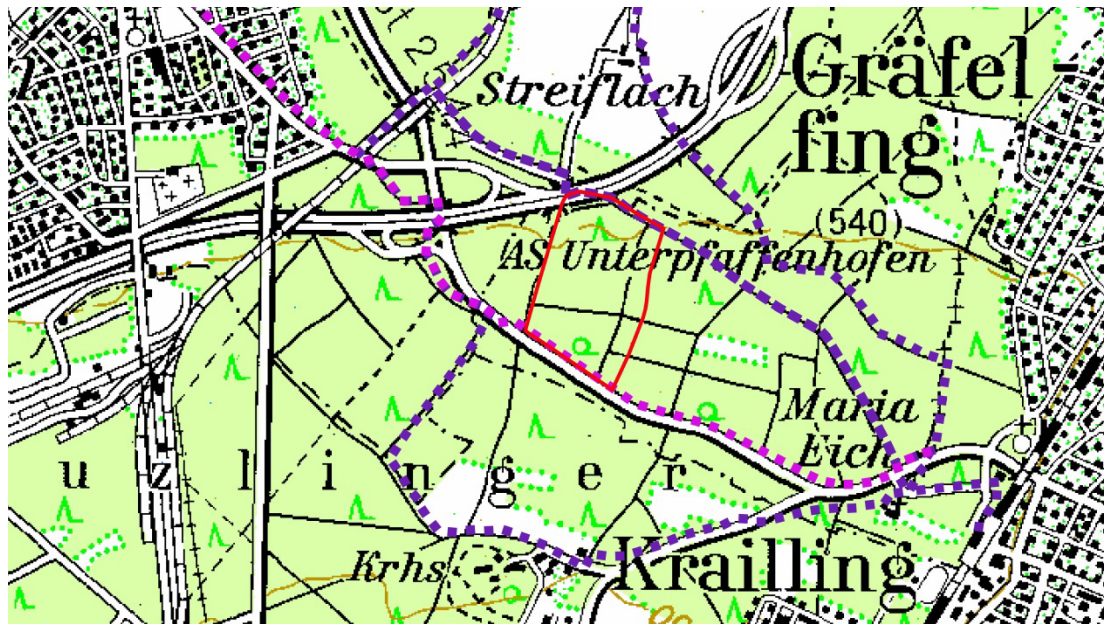 Gräfel-
fing
Streiflach
(540)
AS Unterpfaffenhofen
Maria
Eich
u z l i n g e r
Krhs
Krailling